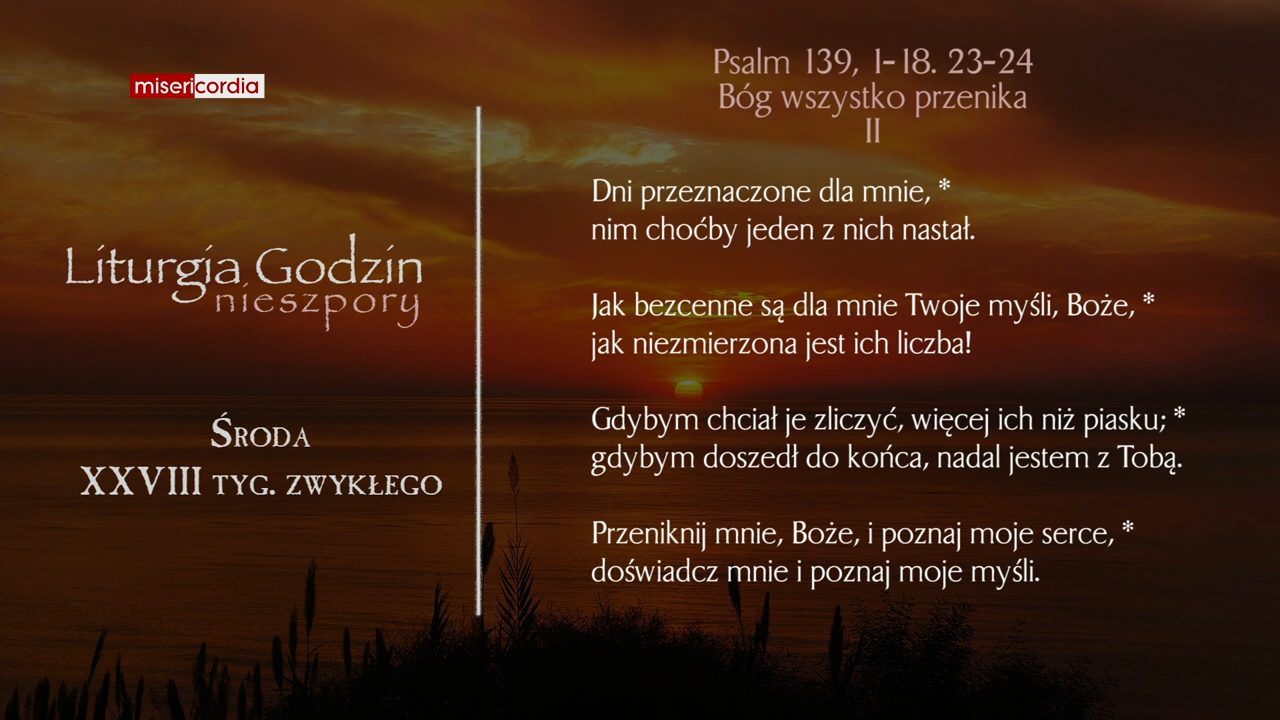 misericordia
Liturgia Godzin
nieszpory
Środa
XXVIII tyg. zwykłego
Psalm 139, 1-18. 23-24
Bóg wszystko przenika
II
Dni przeznaczone dla mnie, *
nim choćby jeden z nich nastał.
Jak bezcenne są dla mnie Twoje myśli, Boże, *
jak niezmierzona jest ich liczba!
Gdybym chciał je zliczyć, więcej ich niż piasku; *
gdybym doszedł do końca, nadal jestem z Tobą.
Przeniknij mnie, Boże, i poznaj moje serce, *
doświadcz mnie i poznaj moje myśli.